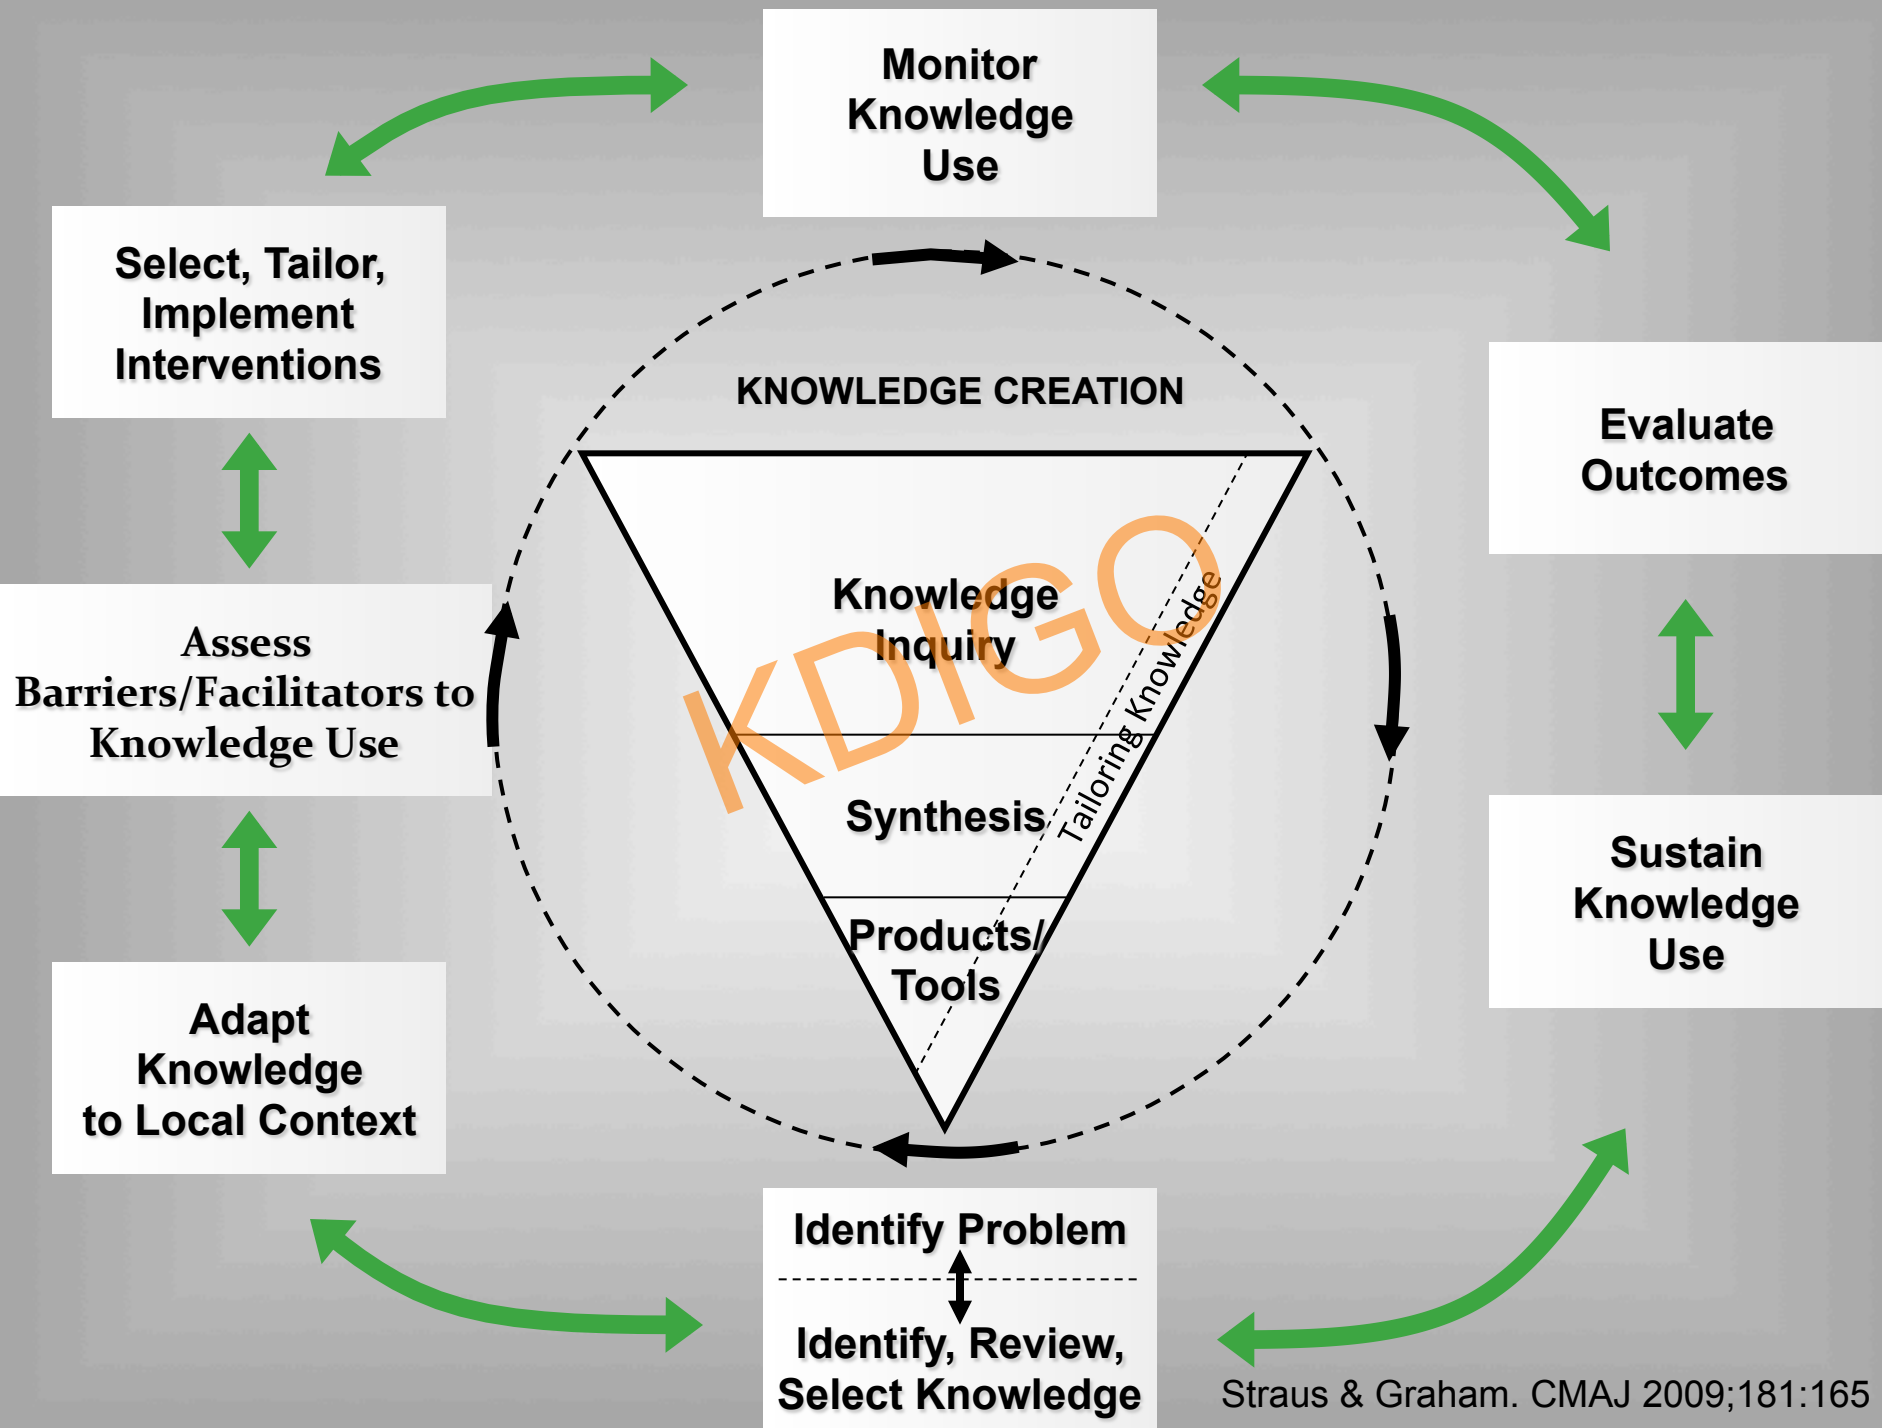 Monitor
Knowledge
Use
Select, Tailor,
Implement
Interventions
KNOWLEDGE CREATION
Evaluate
Outcomes
Knowledge
Inquiry
Tailoring Knowledge
KDIGO
Assess
Barriers/Facilitators to
Knowledge Use
Synthesis
Sustain
Knowledge
Use
Products/
Tools
Adapt
Knowledge
to Local Context
Identify Problem
Identify, Review,
Select Knowledge
Straus & Graham. CMAJ 2009;181:165